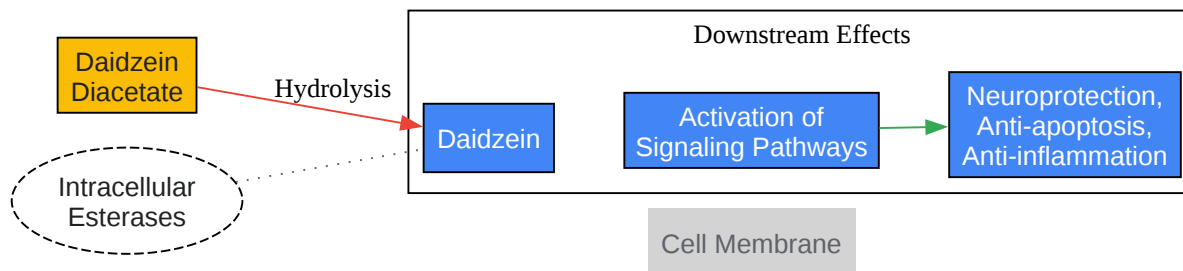 Downstream Effects
Daidzein
Diacetate
Hydrolysis
Daidzein
Activation of
Signaling Pathways
Neuroprotection,
Anti-apoptosis,
Anti-inflammation
Intracellular
Esterases
Cell Membrane